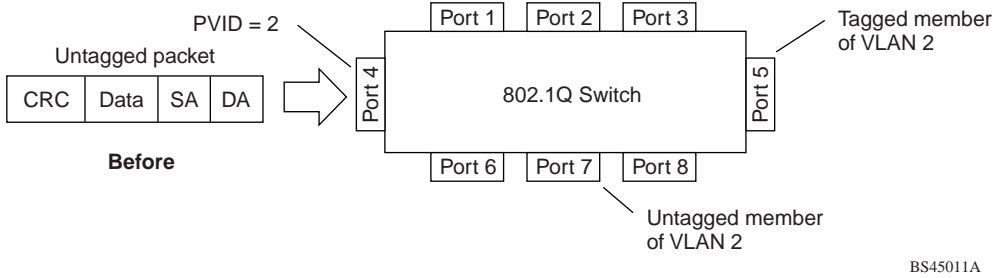 PVID = 2
Port 1
Port 2
Port 3
Tagged member
of VLAN 2
Untagged packet
CRC
Data
SA
DA
Port 4
802.1Q Switch
Port 5
Before
Port 6
Port 7
Port 8
Untagged member
of VLAN 2
BS45011A